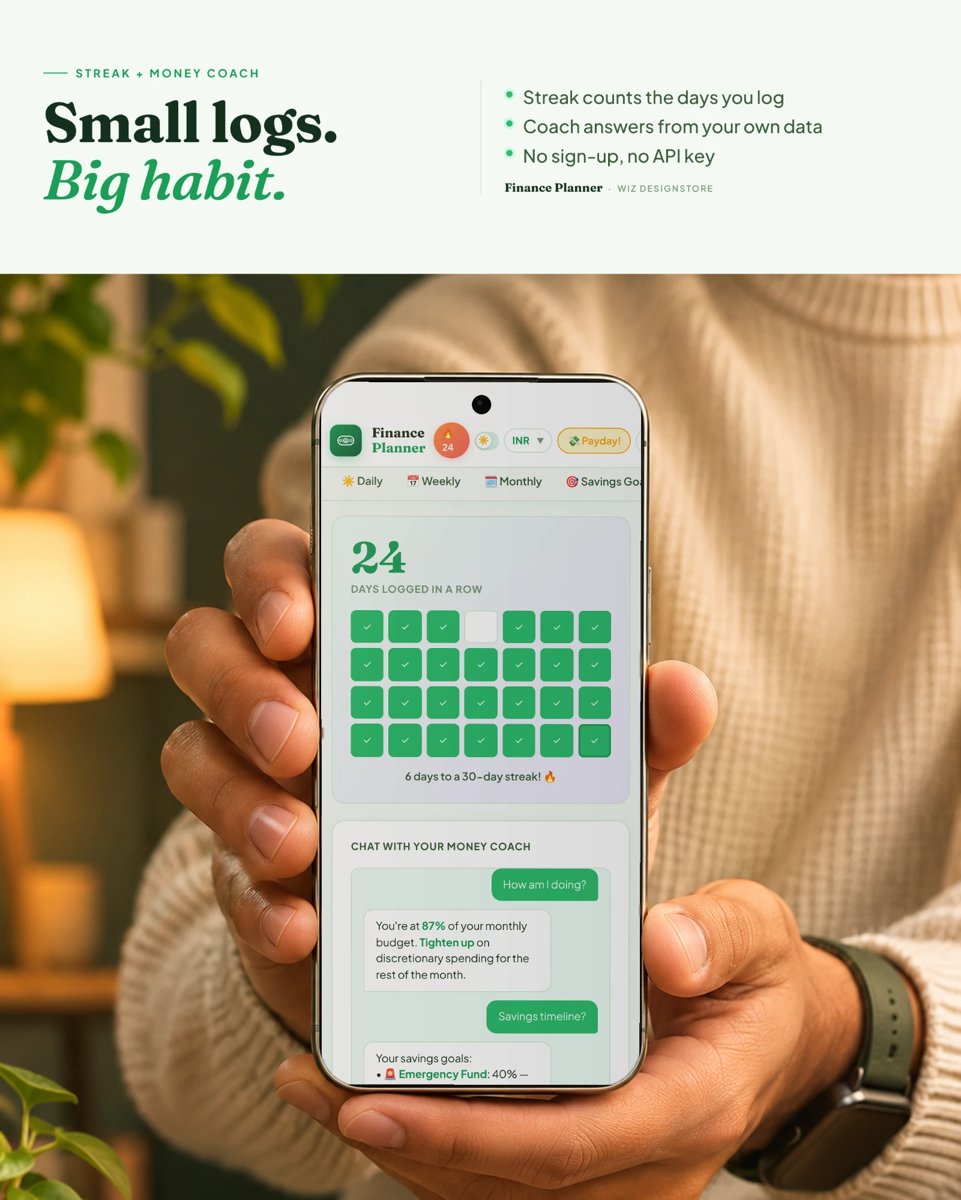 STREAK + MONEY COACH
Small logs.
Big habit.
Streak counts the days you log
Coach answers from your own data
No sign-up, no API key
Finance Planner · WIZ DESIGNSTORE
Finance
Planner
🔥
24
☀️
INR ▼
💸 Payday!
☀️ Daily
📅 Weekly
🗓️ Monthly
🎯 Savings Goa
24
DAYS LOGGED IN A ROW
6 days to a 30-day streak! 🔥
CHAT WITH YOUR MONEY COACH
How am I doing?
You're at 87% of your monthly
budget. Tighten up on
discretionary spending for the
rest of the month.
Savings timeline?
Your savings goals:
• 🚨 Emergency Fund: 40% —